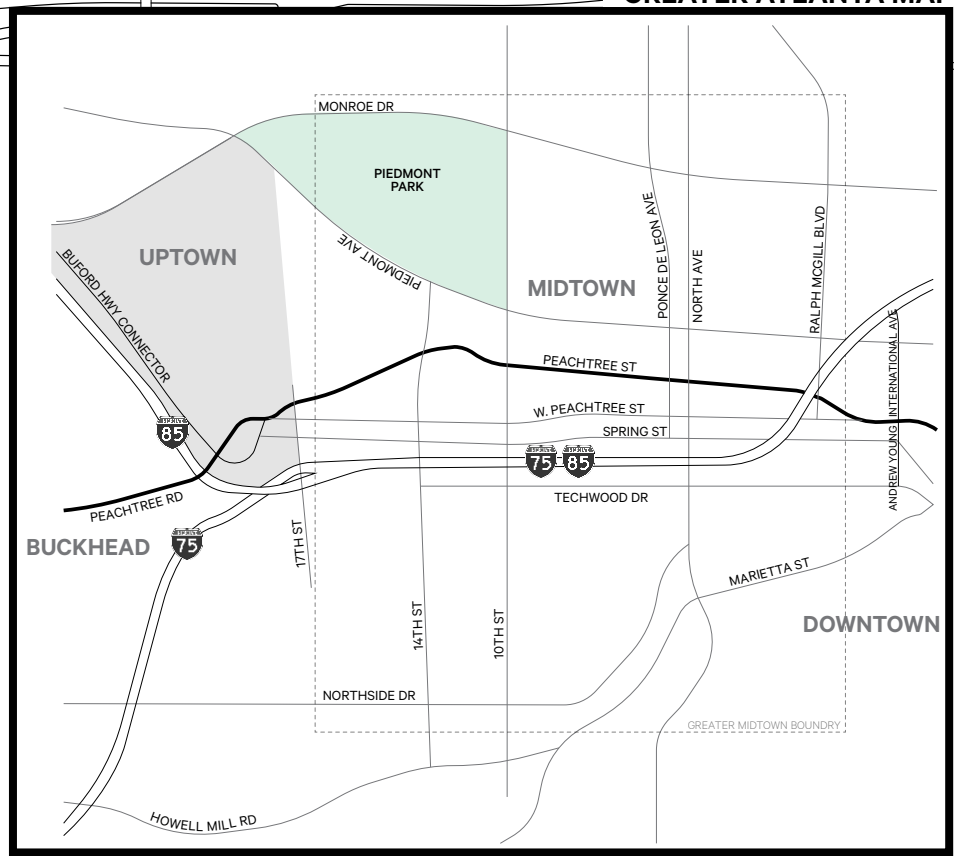 GREATER ATLANTA MAP
MONROE DR
PIEDMONT
PARK
PIEDMONT AVE
UPTOWN
BUFORD HWY CONNECTOR
MIDTOWN
PONCE DE LEON AVE
NORTH AVE
RALPH MCGILL BLVD
ANDREW YOUNG INTERNATIONAL AVE
PEACHTREE ST
W. PEACHTREE ST
SPRING ST
85
75
85
TECHWOOD DR
PEACHTREE RD
BUCKHEAD
75
17TH ST
14TH ST
10TH ST
MARIETTA ST
DOWNTOWN
NORTHSIDE DR
GREATER MIDTOWN BOUNDRY
HOWELL MILL RD